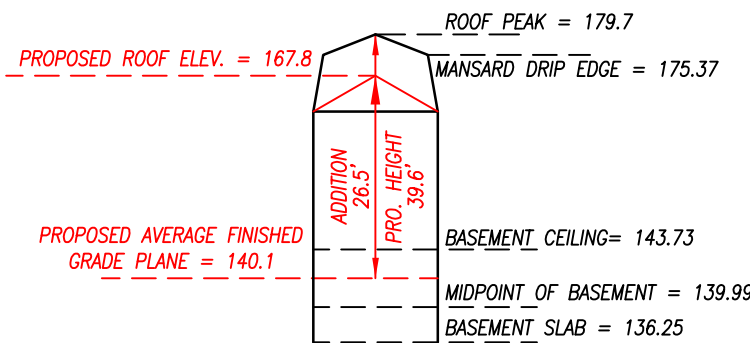 ROOF PEAK = 179.7
PROPOSED ROOF ELEV. = 167.8
MANSARD DRIP EDGE = 175.37
ADDITION
26.5'
PRO. HEIGHT
39.6'
PROPOSED AVERAGE FINISHED
GRADE PLANE = 140.1
BASEMENT CEILING= 143.73
MIDPOINT OF BASEMENT = 139.99
BASEMENT SLAB = 136.25